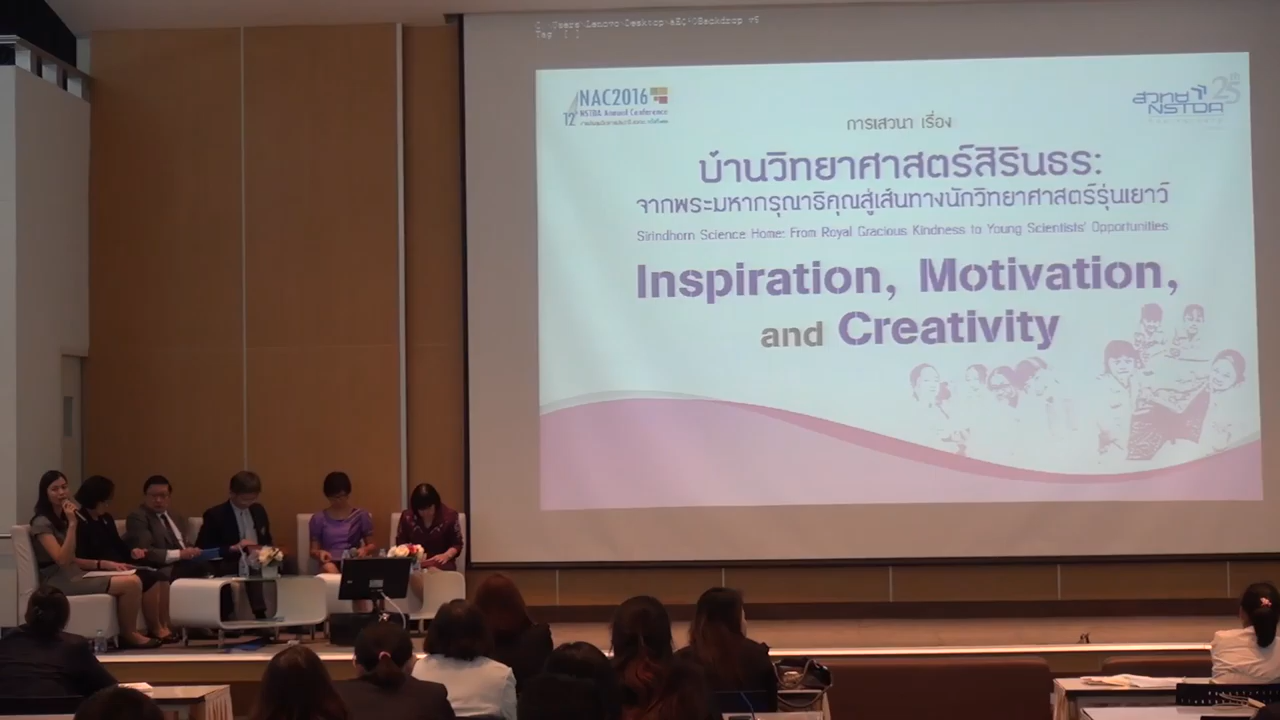 NAC2016
12th NSTDA Annual Conference
สวทช
NSTDA
25th
การเสวนา เรื่อง
บ้านวิทยาศาสตร์สิรินธร:
จากพระมหากรุณาธิคุณสู่เส้นทางนักวิทยาศาสตร์รุ่นเยาว์
Sirindhorn Science Home: From Royal Gracious Kindness to Young Scientists' Opportunities
Inspiration, Motivation,
and Creativity